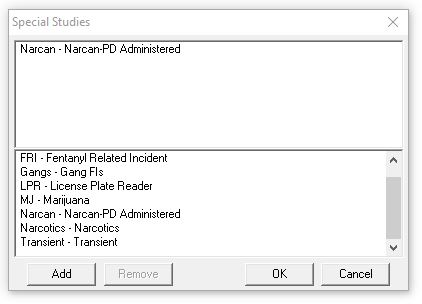 Special Studies
Narcan - Narcan-PD Administered
FRI - Fentanyl Related Incident
Gangs - Gang FIs
LPR - License Plate Reader
MJ - Marijuana
Narcan - Narcan-PD Administered
Narcotics - Narcotics
Transient - Transient
Add Remove OK Cancel